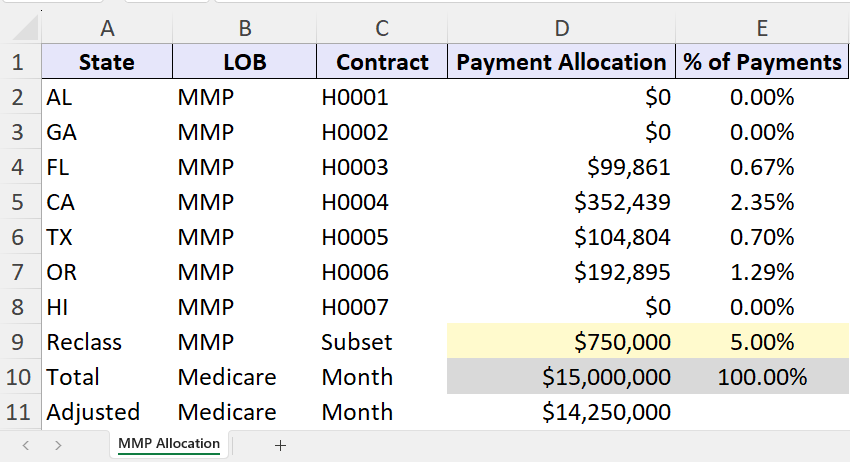 A B C D E
1 State LOB Contract Payment Allocation % of Payments
2 AL MMP H0001 $0 0.00%
3 GA MMP H0002 $0 0.00%
4 FL MMP H0003 $99,861 0.67%
5 CA MMP H0004 $352,439 2.35%
6 TX MMP H0005 $104,804 0.70%
7 OR MMP H0006 $192,895 1.29%
8 HI MMP H0007 $0 0.00%
9 Reclass MMP Subset $750,000 5.00%
10 Total Medicare Month $15,000,000 100.00%
11 Adjusted Medicare Month $14,250,000
MMP Allocation